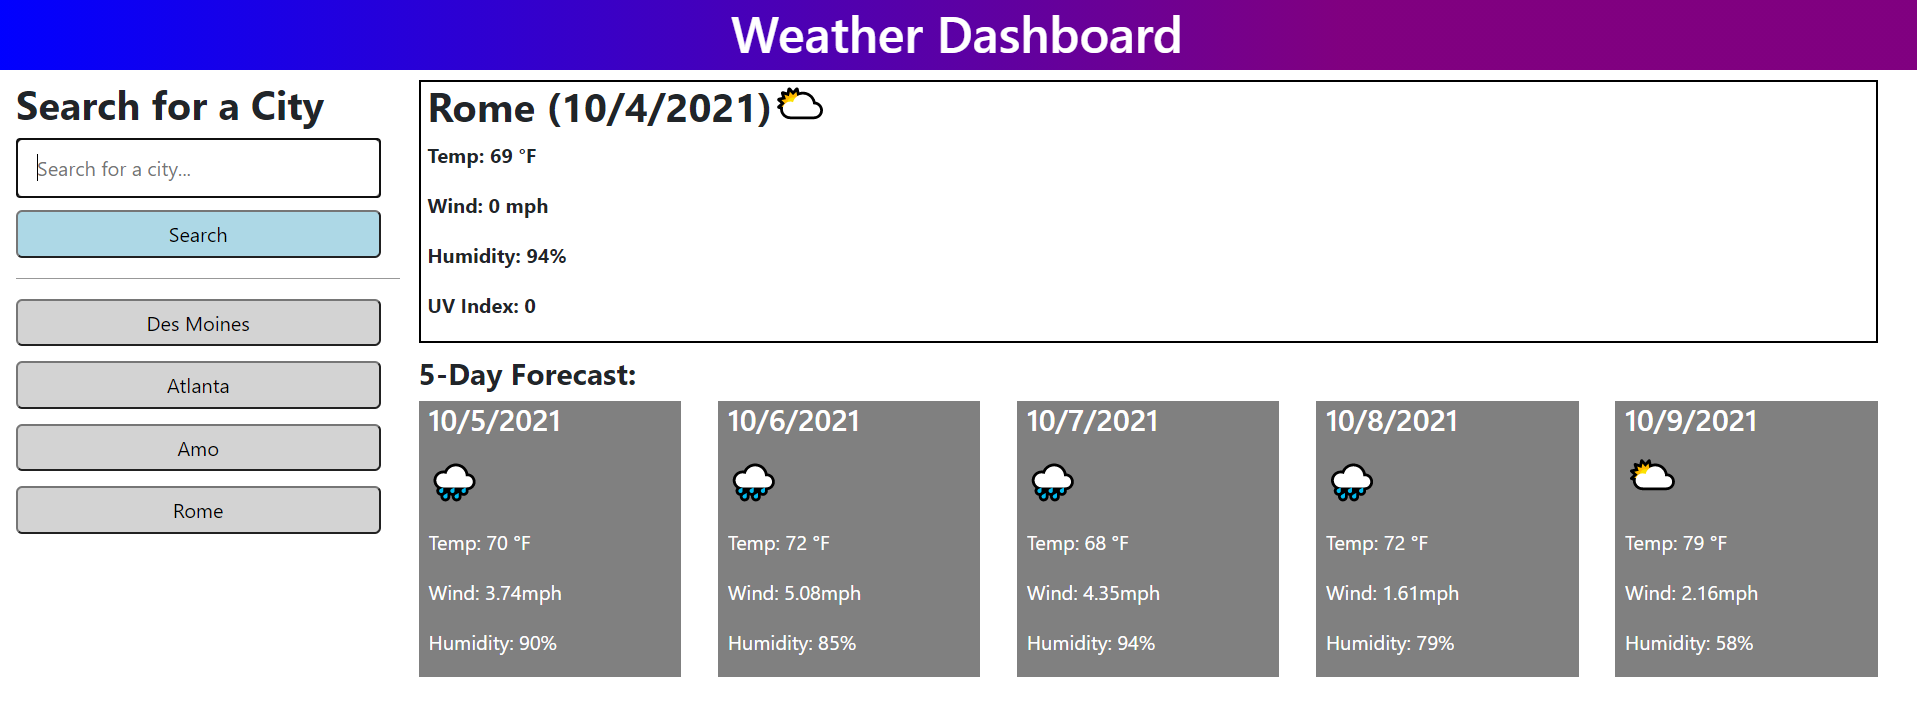 Weather Dashboard
Search for a City
Search for a city...
Search
Des Moines
Atlanta
Amo
Rome
Rome (10/4/2021)
Temp: 69 °F
Wind: 0 mph
Humidity: 94%
UV Index: 0
5-Day Forecast:
10/5/2021
Temp: 70 °F
Wind: 3.74mph
Humidity: 90%
10/6/2021
Temp: 72 °F
Wind: 5.08mph
Humidity: 85%
10/7/2021
Temp: 68 °F
Wind: 4.35mph
Humidity: 94%
10/8/2021
Temp: 72 °F
Wind: 1.61mph
Humidity: 79%
10/9/2021
Temp: 79 °F
Wind: 2.16mph
Humidity: 58%